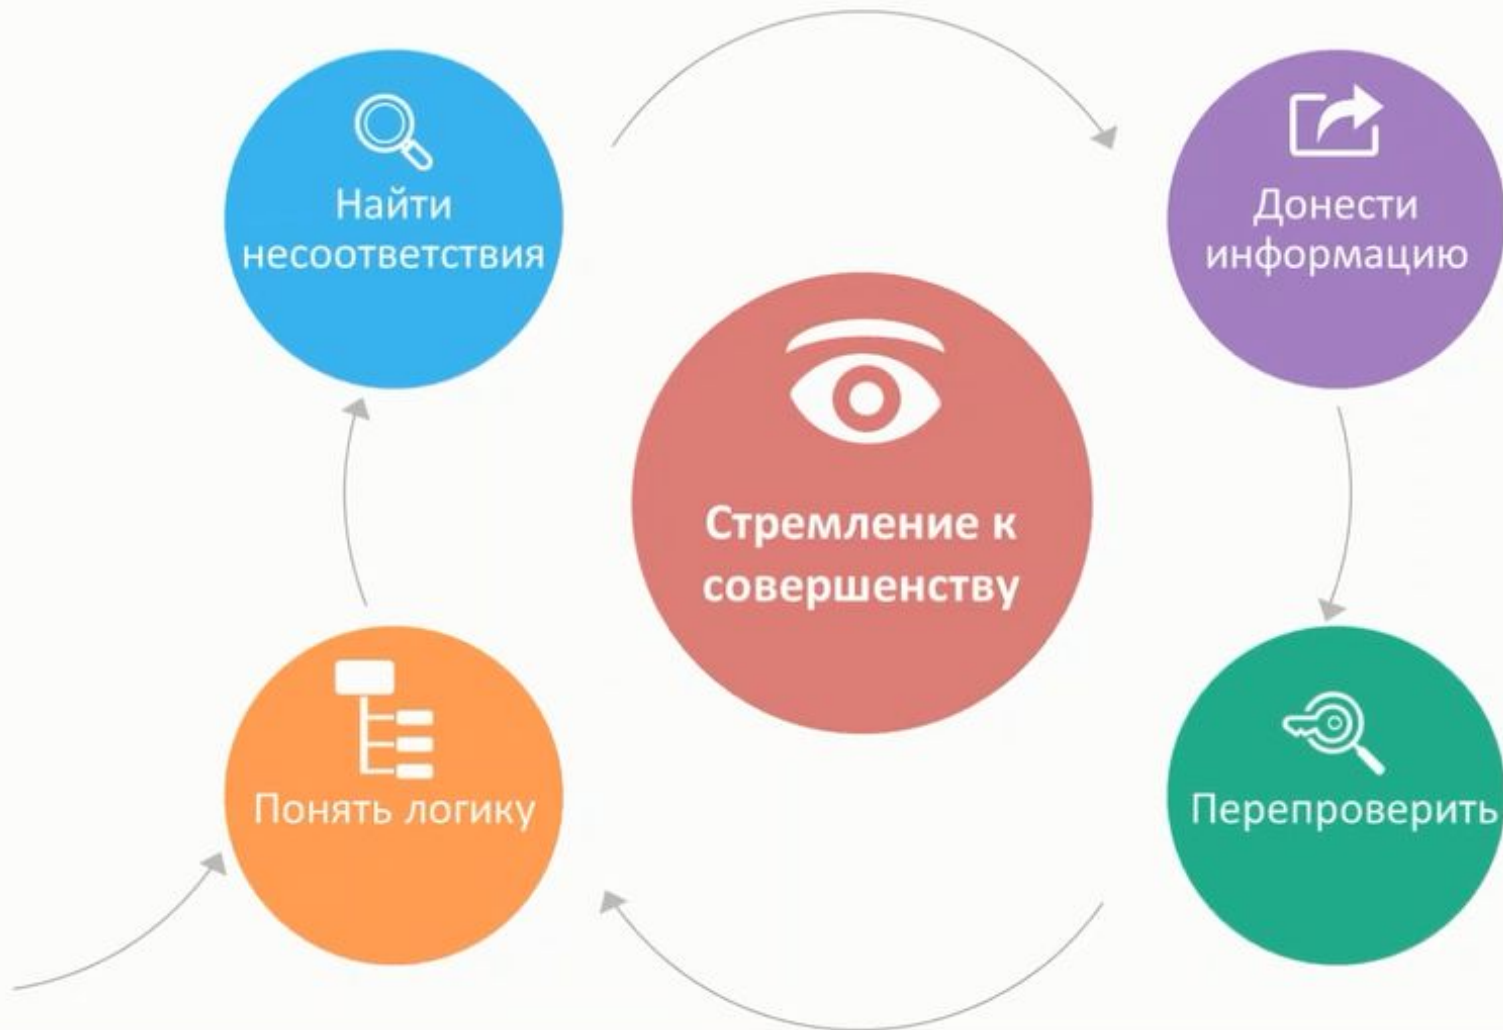 Найти
несоответствия
Донести
информацию
Стремление к
совершенству
Понять логику
Перепроверить